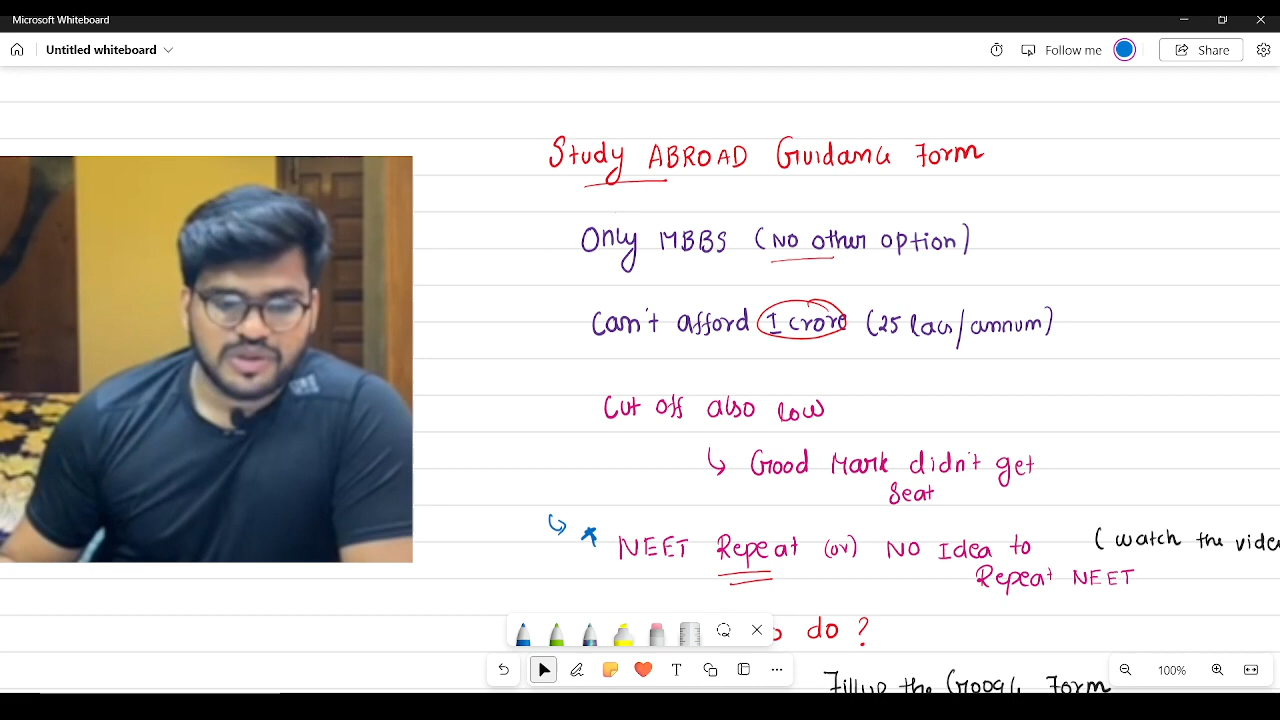 Microsoft Whiteboard
Untitled whiteboard
Follow me
Share
Study ABROAD Guidance Form
Only MBBS (NO other option)
Can't afford 1 crore (25 lacs/annum)
Cut off also low
Good Mark didn't get
seat
NEET Repeat (or) NO Idea to
Repeat NEET
(watch the vide
do ?
Fillup the Google Form
100%